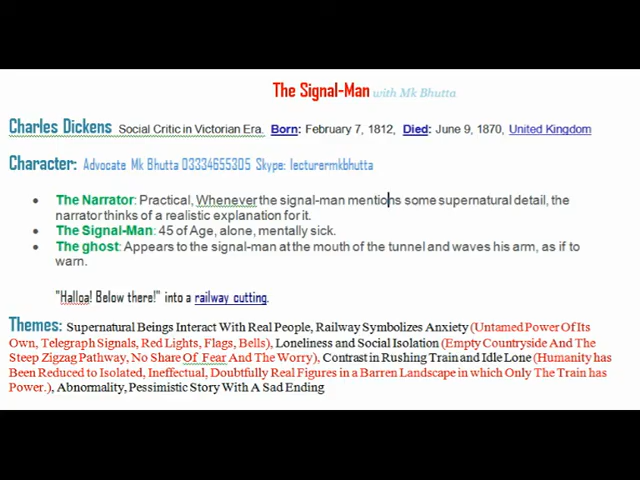 The Signal-Man with Mk Bhutta
Charles Dickens Social Critic in Victorian Era. Born: February 7, 1812, Died: June 9, 1870, United Kingdom
Character: Advocate Mk Bhutta 03334655305 Skype: lecturermkbhutta
• The Narrator: Practical, Whenever the signal-man mentions some supernatural detail, the
narrator thinks of a realistic explanation for it.
• The Signal-Man: 45 of Age, alone, mentally sick.
• The ghost: Appears to the signal-man at the mouth of the tunnel and waves his arm, as if to
warn.
"Halloa! Below there!" into a railway cutting.
Themes: Supernatural Beings Interact With Real People, Railway Symbolizes Anxiety (Untamed Power Of Its
Own, Telegraph Signals, Red Lights, Flags, Bells), Loneliness and Social Isolation (Empty Countryside And The
Steep Zigzag Pathway, No Share Of Fear And The Worry), Contrast in Rushing Train and Idle Lone (Humanity has
Been Reduced to Isolated, Ineffectual, Doubtfully Real Figures in a Barren Landscape in which Only The Train has
Power.), Abnormality, Pessimistic Story With A Sad Ending